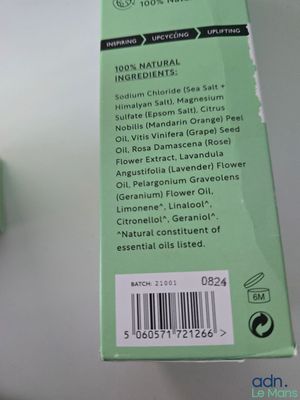 100% Natu
INSPIRING UPCYCLING UPLIFTING
100% NATURAL
INGREDIENTS:
Sodium Chloride (Sea Salt +
Himalyan Salt), Magnesium
Sulfate (Epsom Salt), Citrus
Nobilis (Mandarin Orange) Peel
Oil, Vitis Vinifera (Grape) Seed
Oil, Rosa Damascena (Rose)
Flower Extract, Lavandula
Angustifolia (Lavender) Flower
Oil, Pelargonium Graveolens
(Geranium) Flower Oil,
Limonene^, Linalool^,
Citronellol^, Geraniol^.
^Natural constituent of
essential oils listed.
BATCH: 21001 0824
5 060571 721266 >
6M
adn.
Le Mans